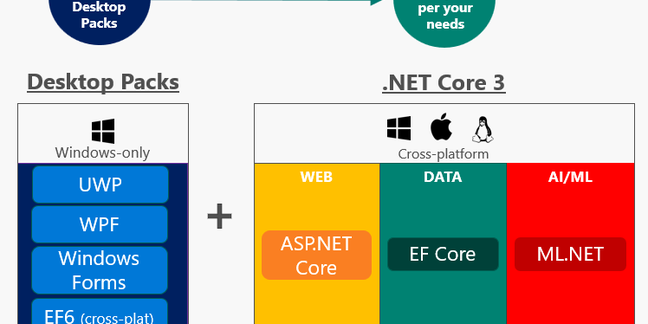 Desktop
Packs
per your
needs
Desktop Packs
.NET Core 3
Windows-only
Cross-platform
UWP
WPF
Windows
Forms
EF6 (cross-plat)
+
WEB
DATA
AI/ML
ASP.NET
Core
EF Core
ML.NET